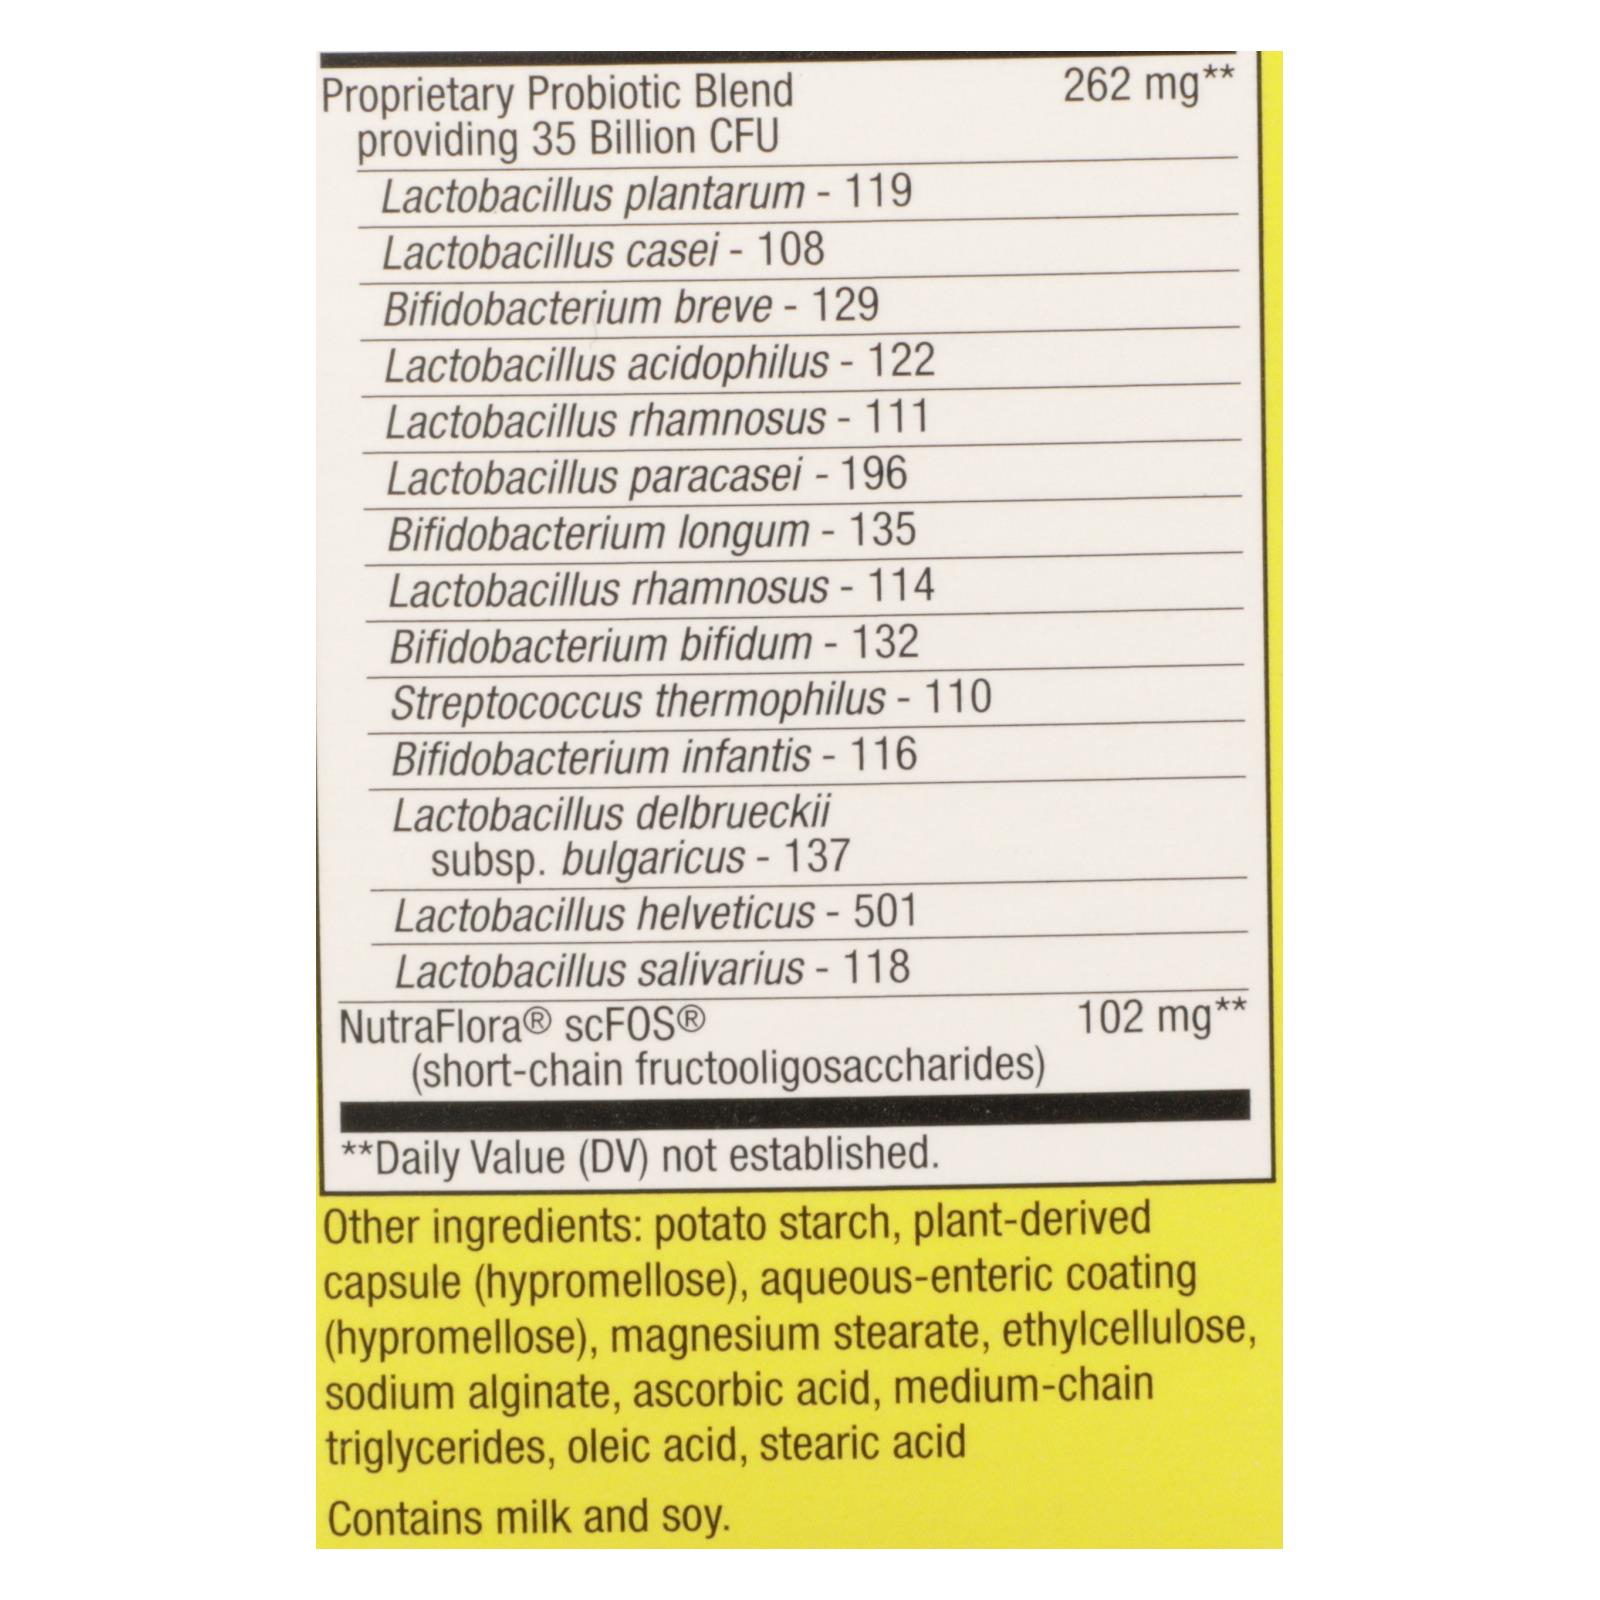 Proprietary Probiotic Blend 262 mg**
providing 35 Billion CFU
Lactobacillus plantarum - 119
Lactobacillus casei - 108
Bifidobacterium breve - 129
Lactobacillus acidophilus - 122
Lactobacillus rhamnosus - 111
Lactobacillus paracasei - 196
Bifidobacterium longum - 135
Lactobacillus rhamnosus - 114
Bifidobacterium bifidum - 132
Streptococcus thermophilus - 110
Bifidobacterium infantis - 116
Lactobacillus delbrueckii
subsp. bulgaricus - 137
Lactobacillus helveticus - 501
Lactobacillus salivarius - 118
NutraFlora® scFOS® 102 mg**
(short-chain fructooligosaccharides)
**Daily Value (DV) not established.
Other ingredients: potato starch, plant-derived
capsule (hypromellose), aqueous-enteric coating
(hypromellose), magnesium stearate, ethylcellulose,
sodium alginate, ascorbic acid, medium-chain
triglycerides, oleic acid, stearic acid
Contains milk and soy.